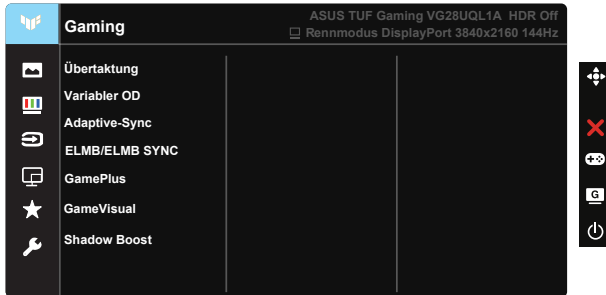 Gaming
ASUS TUF Gaming VG28UQL1A HDR Off
Rennmodus DisplayPort 3840x2160 144Hz
Übertaktung
Variabler OD
Adaptive-Sync
ELMB/ELMB SYNC
GamePlus
GameVisual
Shadow Boost
G